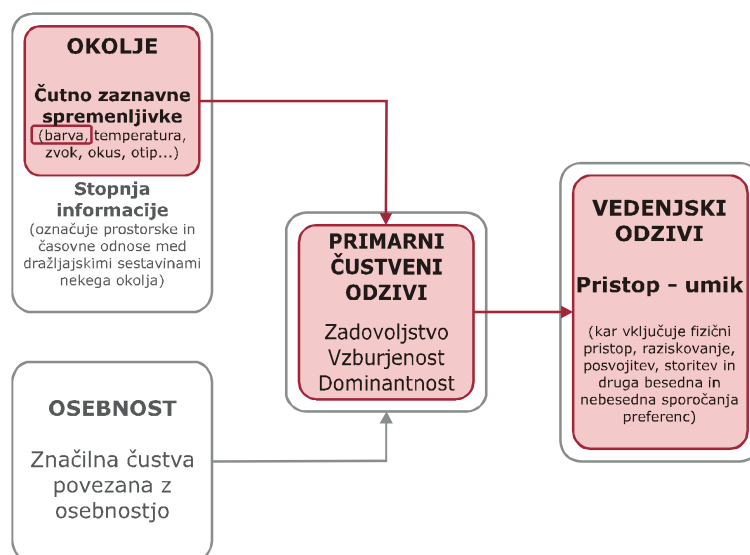 OKOLJE
Čutno zaznavne
spremenljivke
(barva, temperatura,
zvok, okus, otip...)
Stopnja
informacije
(označuje prostorske in
časovne odnose med
dražljajskimi sestavinami
nekega okolja)
OSEBNOST
Značilna čustva
povezana z
osebnostjo
PRIMARNI
ČUSTVENI
ODZIVI
Zadovoljstvo
Vzburjenost
Dominantnost
VEDENJSKI
ODZIVI
Pristop - umik
(kar vključuje fizični
pristop, raziskovanje,
posvojitev, storitev in
druga besedna in
nebesedna sporočanja
preferenc)